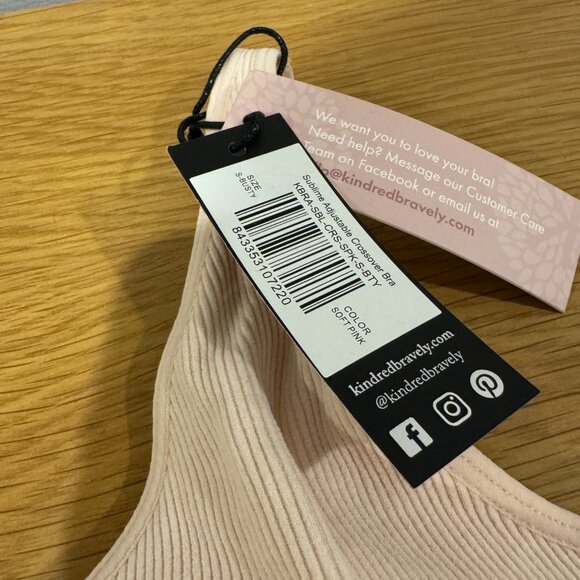 We want you to love your bra!
Need help? Message our Customer Care
Team on Facebook or email us at
@kindredbravely.com
Sublime Adjustable Crossover Bra
KBRA-SBL-CRS-SPK-S-BTY
SIZE
S-BUSTY
843353107220
COLOR
SOFT PINK
kindredbravely.com
@kindredbravely